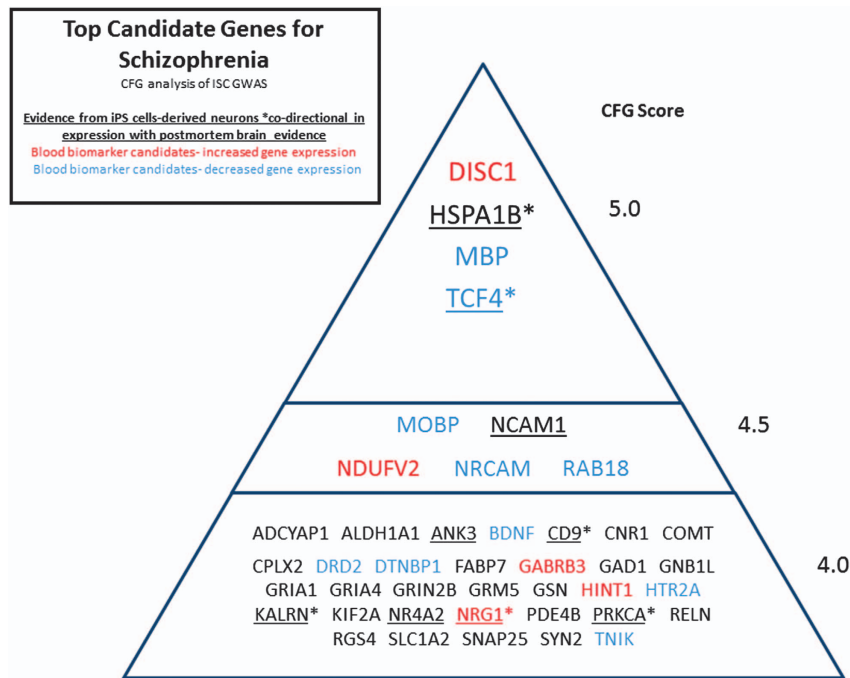 Top Candidate Genes for
Schizophrenia
CFG analysis of ISC GWAS
Evidence from iPS cells-derived neurons *co-directional in
expression with postmortem brain evidence
Blood biomarker candidates- increased gene expression
Blood biomarker candidates- decreased gene expression
CFG Score
DISC1
HSPA1B*
5.0
MBP
TCF4*
MOBP NCAM1
4.5
NDUFV2 NRCAM RAB18
ADCYAP1 ALDH1A1 ANK3 BDNF CD9* CNR1 COMT
CPLX2 DRD2 DTNBP1 FABP7 GABRB3 GAD1 GNB1L
4.0
GRIA1 GRIA4 GRIN2B GRM5 GSN HINT1 HTR2A
KALRN* KIF2A NR4A2 NRG1* PDE4B PRKCA* RELN
RGS4 SLC1A2 SNAP25 SYN2 TNIK